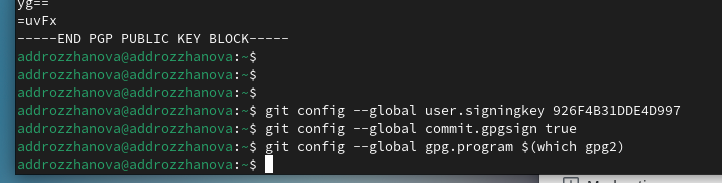 yg==
=uvFx
-----END PGP PUBLIC KEY BLOCK-----
addrozzhanova@addrozzhanova:~$
addrozzhanova@addrozzhanova:~$
addrozzhanova@addrozzhanova:~$
addrozzhanova@addrozzhanova:~$ git config --global user.signingkey 926F4B31DDE4D997
addrozzhanova@addrozzhanova:~$ git config --global commit.gpgsign true
addrozzhanova@addrozzhanova:~$ git config --global gpg.program $(which gpg2)
addrozzhanova@addrozzhanova:~$